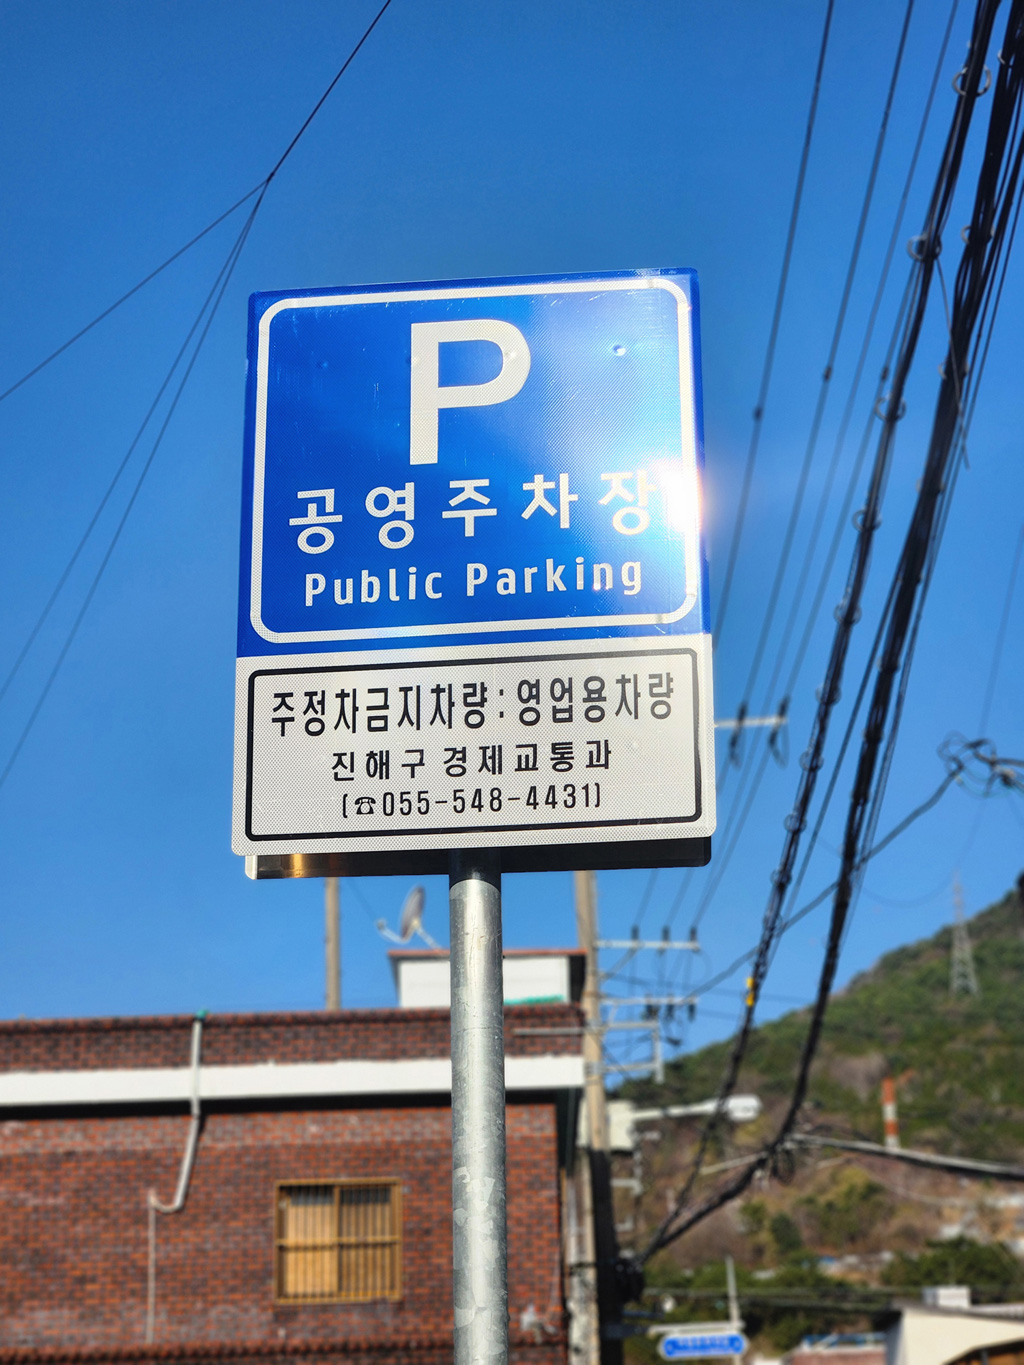 P
공영주차장
Public Parking
주정차금지차량:영업용차량
진해구 경제교통과
(☎055-548-4431)